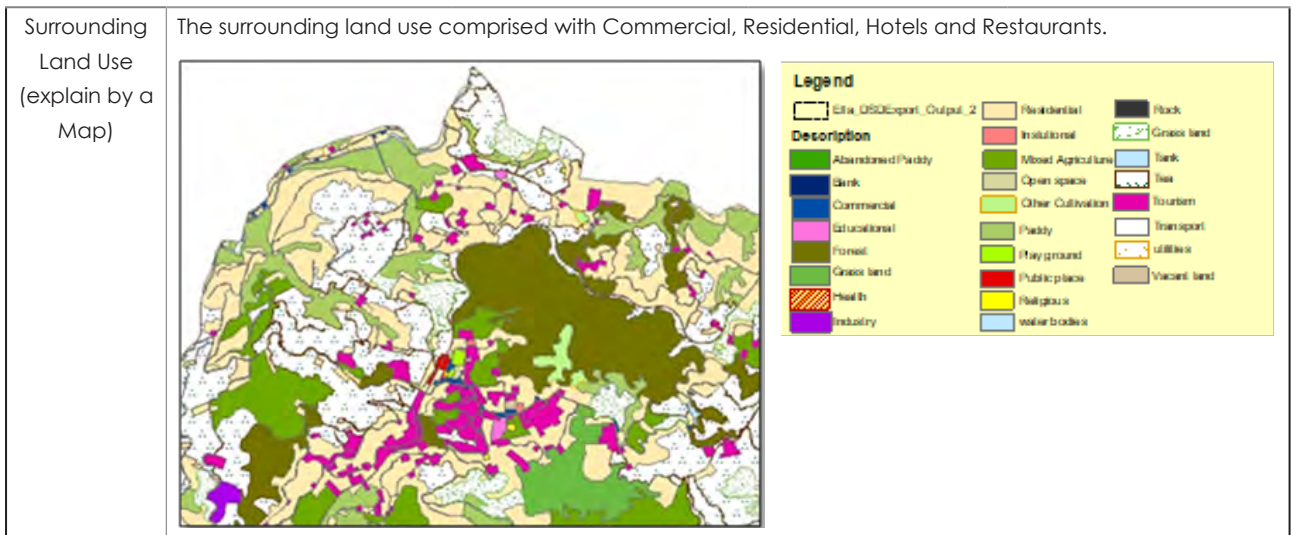 Surrounding
Land Use
(explain by a
Map)
The surrounding land use comprised with Commercial, Residential, Hotels and Restaurants.
Legend
Ella_DSDExport_Output_2
Description
Abandoned Paddy
Bank
Commercial
Educational
Forest
Grass land
Health
Industry
Residential
Instutional
Mixed Agriculture
Open space
Other Cultivation
Paddy
Play ground
Public place
Religious
water bodies
Rock
Grass land
Tank
Tea
Tourism
Transport
utilities
Vacant land